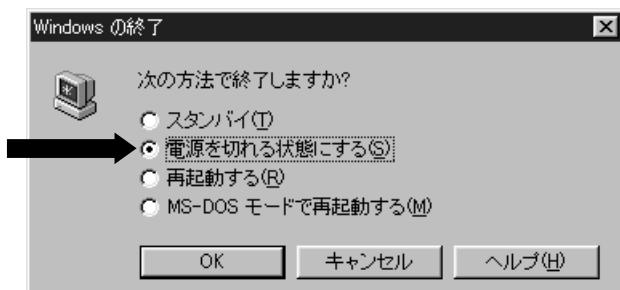 Windows の終了
次の方法で終了しますか?
スタンバイ(T)
電源を切れる状態にする(S)
再起動する(R)
MS-DOS モードで再起動する(M)
OK キャンセル ヘルプ(H)